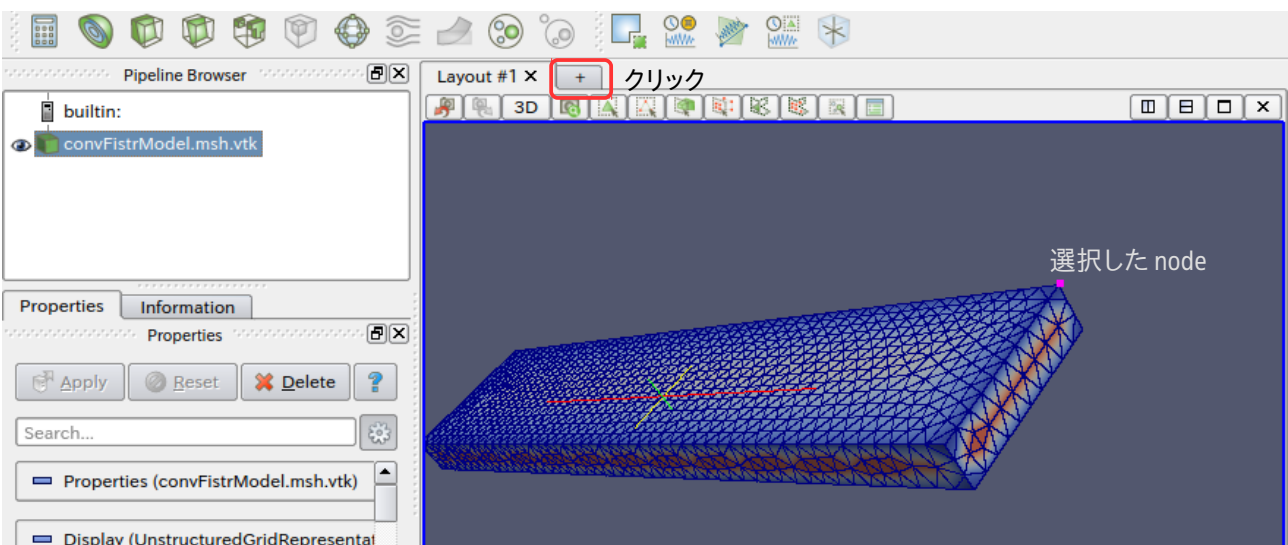 Pipeline Browser
Layout #1
+
クリック
builtin:
3D
convFistrModel.msh.vtk
選択した node
Properties
Information
Properties
Apply
Reset
Delete
?
Search...
Properties (convFistrModel.msh.vtk)
Display (UnstructuredGridRepresentat